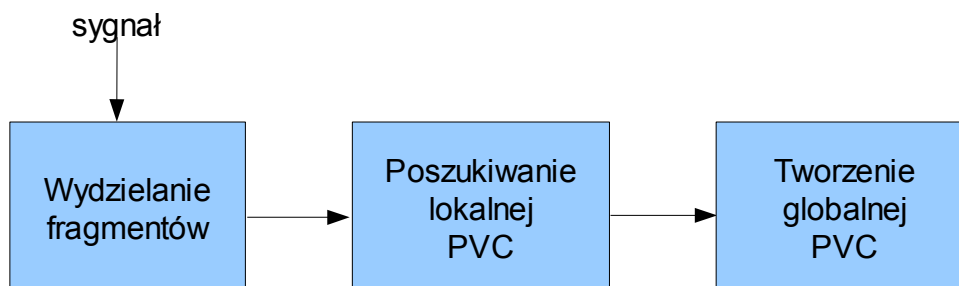 sygnał
Wydzielanie
fragmentów
Poszukiwanie
lokalnej
PVC
Tworzenie
globalnej
PVC